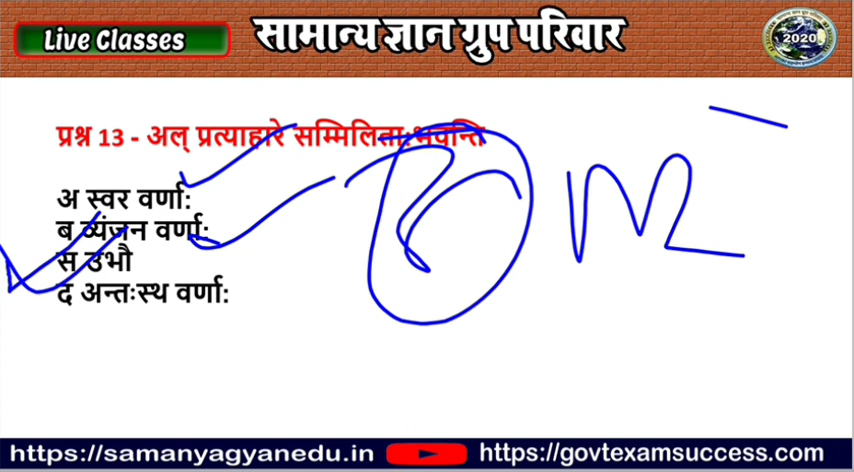 Live Classes
सामान्य ज्ञान ग्रुप परिवार
2020
प्रश्न 13 - अल् प्रत्याहारे सम्मिलिताःभवन्ति
अ स्वर वर्णा:
ब व्यंजन वर्णा:
स उभौ
द अन्तःस्थ वर्णा:
https://samanyagyanedu.in
https://govtexamsuccess.com